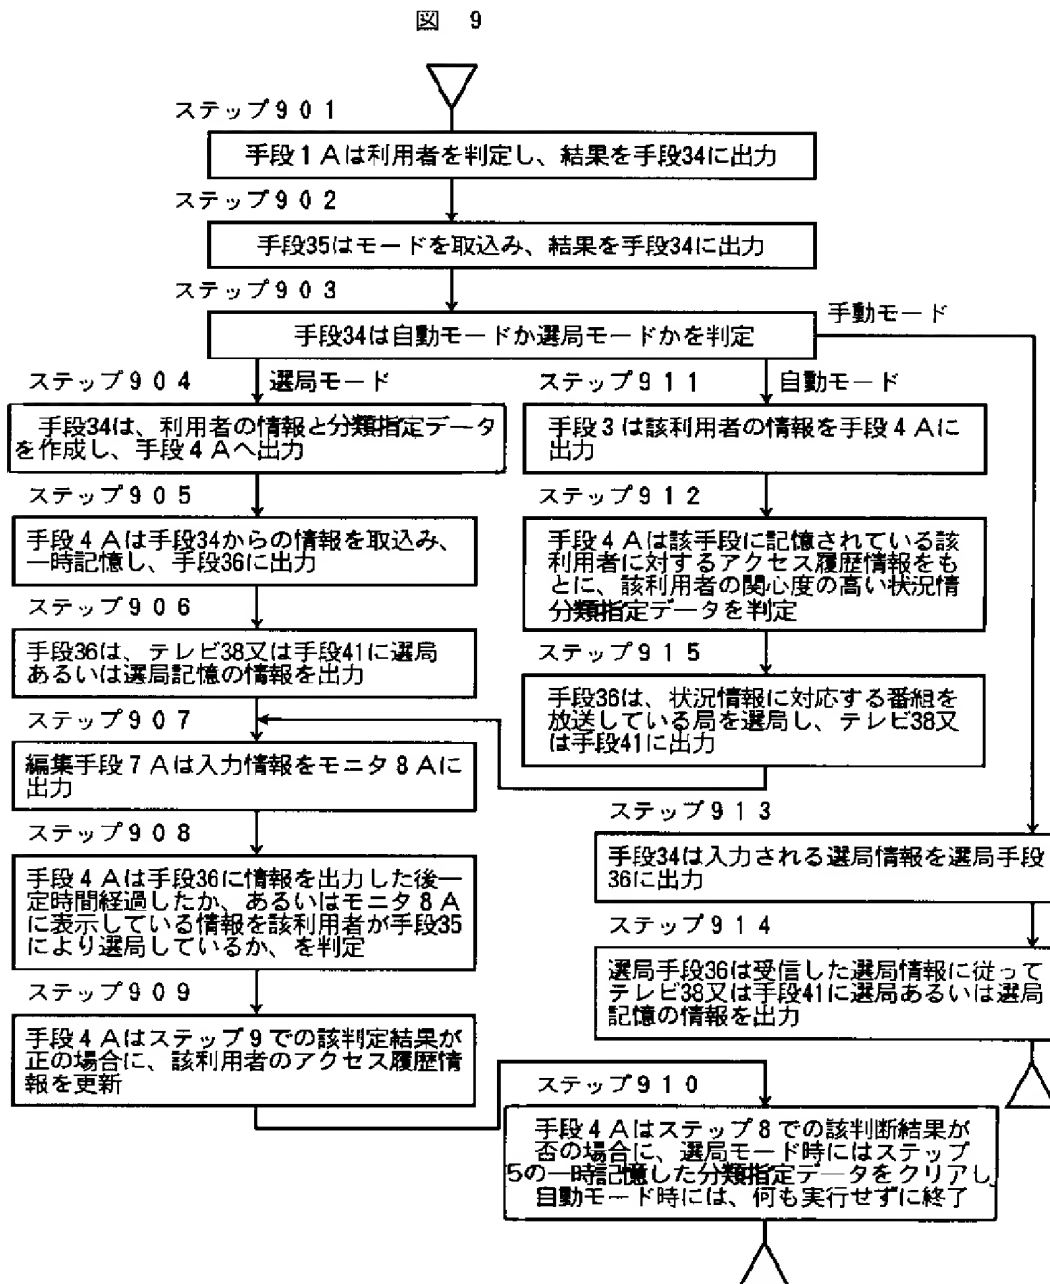 図 9
ステップ901
手段1Aは利用者を判定し、結果を手段34に出力
ステップ902
手段35はモードを取込み、結果を手段34に出力
ステップ903
手段34は自動モードか選局モードかを判定
手動モード
ステップ904
選局モード
手段34は、利用者の情報と分類指定データ
を作成し、手段4Aへ出力
ステップ905
手段4Aは手段34からの情報を取込み、
一時記憶し、手段36に出力
ステップ906
手段36は、テレビ38又は手段41に選局
あるいは選局記憶の情報を出力
ステップ907
編集手段7Aは入力情報をモニタ8Aに
出力
ステップ908
手段4Aは手段36に情報を出力した後一
定時間経過したか、あるいはモニタ8A
に表示している情報を該利用者が手段35
により選局しているか、を判定
ステップ909
手段4Aはステップ9での該判定結果が
正の場合に、該利用者のアクセス履歴情
報を更新
ステップ911
自動モード
手段3は該利用者の情報を手段4Aに
出力
ステップ912
手段4Aは該手段に記憶されている該
利用者に対するアクセス履歴情報をも
とに、該利用者の関心度の高い状況情
分類指定データを判定
ステップ915
手段36は、状況情報に対応する番組を
放送している局を選局し、テレビ38又
は手段41に出力
ステップ913
手段34は入力される選局情報を選局手段
36に出力
ステップ914
選局手段36は受信した選局情報に従って
テレビ38又は手段41に選局あるいは選局
記憶の情報を出力
ステップ910
手段4Aはステップ8での該判断結果が
否の場合に、選局モード時にはステップ
5の一時記憶した分類指定データをクリアし
自動モード時には、何も実行せずに終了